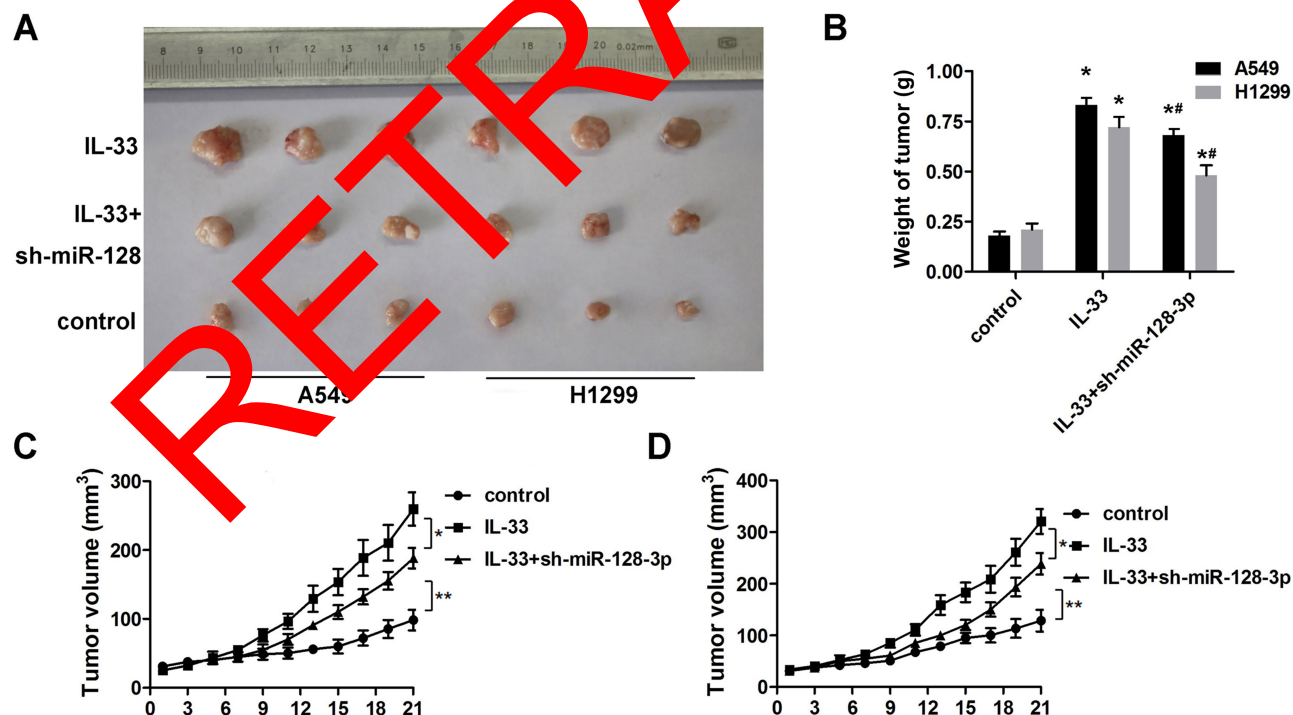 A
8 9 10 11 12 13 14 15 16 17 18 19 20 0.02mm
IL-33
IL-33+
sh-miR-128
control
A549 H1299
RETRA
B
Weight of tumor (g)
1.00
0.75
0.50
0.25
0.00
A549
H1299
*
*
*#
*#
control IL-33 IL-33+sh-miR-128-3p
C
Tumor volume (mm³)
300
200
100
0
0 3 6 9 12 15 18 21
control
IL-33
IL-33+sh-miR-128-3p
*
**
D
Tumor volume (mm³)
400
300
200
100
0
0 3 6 9 12 15 18 21
control
IL-33
IL-33+sh-miR-128-3p
*
**